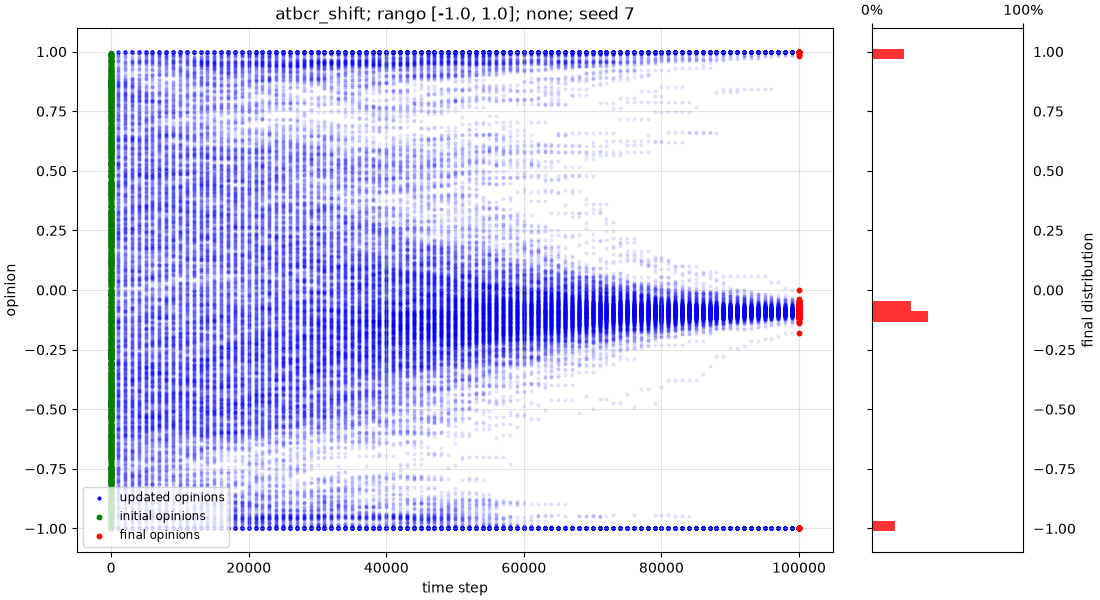 atbcr_shift; rango [-1.0, 1.0]; none; seed 7
0% 100%
1.00
0.75
0.50
0.25
0.00
−0.25
−0.50
−0.75
−1.00
opinion
updated opinions
initial opinions
final opinions
0 20000 40000 60000 80000 100000
time step
1.00
0.75
0.50
0.25
0.00
−0.25
−0.50
−0.75
−1.00
final distribution